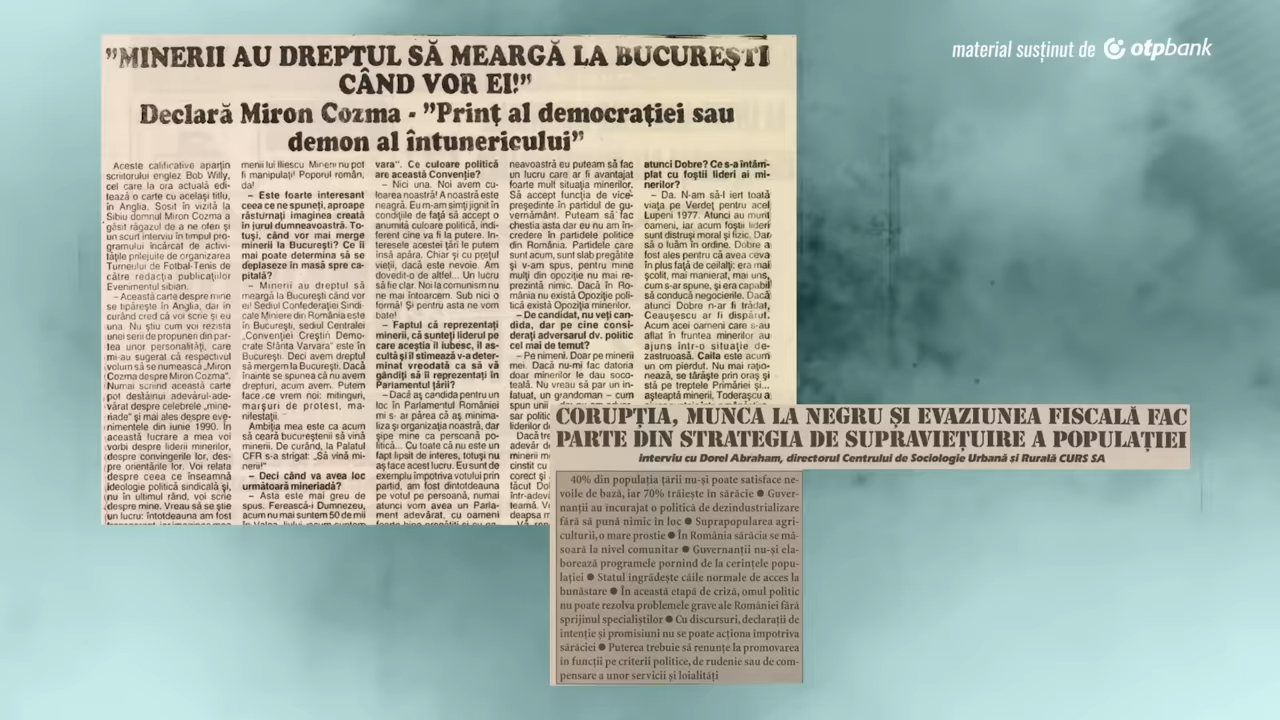 material susținut de otpbank
"MINERII AU DREPTUL SĂ MEARGĂ LA BUCUREȘTI
CÂND VOR EI!"
Declară Miron Cozma - "Prinț al democrației sau
demon al întunericului"
Aceste calificative aparțin
scriitorului englez Bob Willy,
cel care la ora actuală edi-
tează o carte cu același titlu,
în Anglia. Sosit în vizită la
Sibiu domnul Miron Cozma a
găsit răgazul de a ne oferi și
un scurt interviu în timpul pro-
gramului încărcat de activi-
tățile prilejuite de organizarea
Turneului de Fotbal-Tenis de
către redacția publicațiilor
Evenimentul sibian.
– Această carte despre mine
se tipărește în Anglia, dar în
curând cred că voi scrie și eu
una. Nu știu cum voi rezista
unei serii de propuneri din par-
tea unor personalități, care
mi-au sugerat că respectivul
volum să se numească „Miron
Cozma despre Miron Cozma".
Numai scriind această carte
pot destăinui adevărul-ade-
vărat despre celebrele „mine-
riade" și mai ales despre eve-
nimentele din iunie 1990. În
această lucrare a mea voi
vorbi despre liderii mineri,
despre convingerile lor, des-
pre orientările lor. Voi relata
despre ceea ce înseamnă
ideologie politică sindicală și,
nu în ultimul rând, voi scrie
despre mine. Vreau să se știe
un lucru: întotdeauna am fost
menii lui Iliescu. Minerii nu pot
fi manipulați! Poporul român,
da!
– Este foarte interesant
ceea ce ne spuneți, aproape
răsturnați imaginea creată
în jurul dumneavoastră. To-
tuși, când vor mai merge
minerii la București? Ce îi
mai poate determina să se
deplaseze în masă spre ca-
pitală?
– Minerii au dreptul să
meargă la București când vor
ei! Sediul Confederației Sindi-
cale Miniere din România este
în București, sediul Centralei
„Convenției Creștin Demo-
crate Sfânta Varvara" este în
București. Deci avem dreptul
să mergem la București. Dacă
înainte se spunea că nu avem
drepturi, acum avem. Putem
face ce vrem noi: mitinguri,
marșuri de protest, ma-
nifestații.
Ambiția mea este ca acum
să ceară bucureștenii să vină
minerii. De curând, la Palatul
CFR s-a strigat: „Să vină mi-
neri!"
– Deci când va avea loc
următoarea mineriadă?
– Asta este mai greu de
spus. Ferească-i Dumnezeu,
acum nu mai suntem 50 de mii
vara". Ce culoare politică
are această Convenție?
– Nici una. Noi avem cu-
loarea noastră! A noastră este
neagră. Eu m-am simțit jignit în
condițiile de față să accept o
anumită culoare politică, indi-
ferent cine va fi la putere. In-
teresele acestei țări le putem
însă apăra. Chiar și cu prețul
vieții, dacă este nevoie. Am
dovedit-o de altfel... Un lucru
să fie clar. Noi la comunism nu
ne mai întoarcem. Sub nici o
formă! Și pentru asta ne vom
bate!
– Faptul că reprezentați
minerii, că sunteți liderul pe
care aceștia îl iubesc, îl as-
cultă și îl stimează v-a deter-
minat vreodată ca să vă
gândiți să îi reprezentați în
Parlamentul țării?
– Dacă aș candida pentru un
loc în Parlamentul României
mi s-ar părea că aș minima-
liza și organizația noastră, dar
și pe mine ca persoană po-
litică... Cu toate că nu este un
fapt lipsit de interes, totuși nu
aș face acest lucru. Eu sunt de
exemplu împotriva votului prin
partid, am fost dintotdeauna
pe votul pe persoană, numai
atunci vom avea un Parla-
ment adevărat, cu oameni
neavoastră eu puteam să fac
un lucru care ar fi avantajat
foarte mult situația minerilor.
Să accept funcția de vice-
președinte în partidul de gu-
vernământ. Puteam să fac
chestia asta dar eu nu am în-
credere în partidele politice
din România. Partidele care
sunt acum, sunt slab pregătite
și v-am spus, pentru mine
mulți din opoziție nu mai re-
prezintă nimic. Dacă în Ro-
mânia nu există Opoziție poli-
tică există Opoziția minerilor.
– De candidat, nu veți can-
dida, dar pe cine consi-
derați adversarul dv. politic
cel mai de temut?
– Pe nimeni. Doar pe minerii
mei. Dacă nu-mi fac datoria
doar minerilor le dau soco-
teală. Nu vreau să par un in-
fatuat, un grandoman – cum
spun unii
sar politic
liderilor d
Dacă tre
adevăr d
minerii m
cinstit cu
corect și
făcut Dol
într-adev
teamă. V
deapsa m
atunci Dobre? Ce s-a întâm-
plat cu foștii lideri ai mi-
nerilor?
– Da. N-am să-l iert toată
viața pe Verdeț pentru acel
Lupeni 1977. Atunci au murit
oameni, iar acum foștii lideri
sunt distruși moral și fizic. Dar
să o luăm în ordine. Dobre a
fost ales pentru că avea ceva
în plus față de ceilalți: era mai
școlit, mai manierat, mai uns,
cum s-ar spune, și era capabil
să conducă negocierile. Dacă
atunci Dobre n-ar fi trădat,
Ceaușescu ar fi dispărut.
Acum acei oameni care s-au
aflat în fruntea minerilor au
ajuns într-o situație de-
zastruoasă. Caila este acum
un om pierdut. Nu mai rațio-
nează, se târăște prin oraș și
stă pe treptele Primăriei și...
așteaptă minerii. Toderașcu a
CORUPȚIA, MUNCA LA NEGRU ȘI EVAZIUNEA FISCALĂ FAC
PARTE DIN STRATEGIA DE SUPRAVIEȚUIRE A POPULAȚIEI
interviu cu Dorel Abraham, directorul Centrului de Sociologie Urbană și Rurală CURS SA
40% din populația țării nu-și poate satisface ne-
voile de bază, iar 70% trăiește în sărăcie ● Guver-
nanții au încurajat o politică de dezindustrializare
fără să pună nimic în loc ● Suprapopularea agri-
culturii, o mare prostie ● În România sărăcia se mă-
soară la nivel comunitar ● Guvernanții nu-și ela-
borează programele pornind de la cerințele popu-
lației ● Statul îngrădește căile normale de acces la
bunăstare ● În această etapă de criză, omul politic
nu poate rezolva problemele grave ale României fără
sprijinul specialiștilor ● Cu discursuri, declarații de
intenție și promisiuni nu se poate acționa împotriva
sărăciei ● Puterea trebuie să renunțe la promovarea
în funcții pe criterii politice, de rudenie sau de com-
pensare a unor servicii și loialități